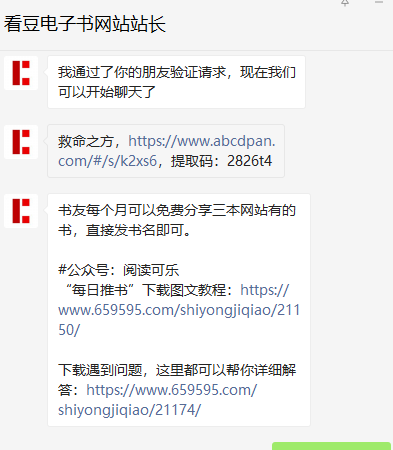 看豆电子书网站站长
我通过了你的朋友验证请求，现在我们
可以开始聊天了
救命之方，https://www.abcdpan.
com/#/s/k2xs6，提取码：2826t4
书友每个月可以免费分享三本网站有的
书，直接发书名即可。
#公众号：阅读可乐
“每日推书”下载图文教程：https://
www.659595.com/shiyongjiqiao/211
50/
下载遇到问题，这里都可以帮你详细解
答：https://www.659595.com/
shiyongjiqiao/21174/